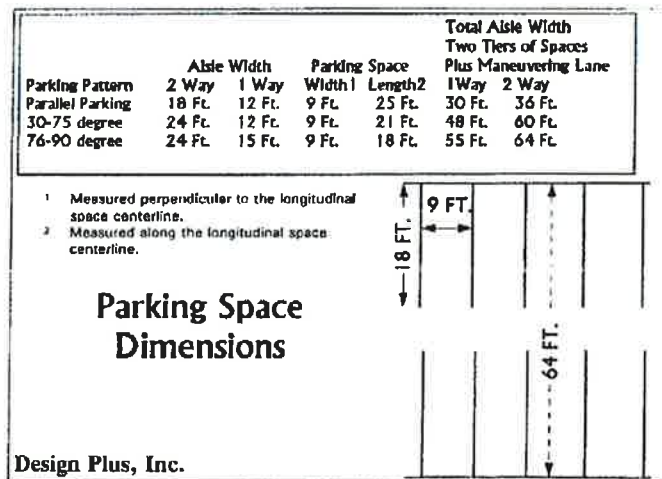 Total Aisle Width
Two Tiers of Spaces
Aisle Width Parking Space Plus Maneuvering Lane
Parking Pattern 2 Way 1 Way Width1 Length2 1Way 2 Way
Parallel Parking 18 Ft. 12 Ft. 9 Ft. 25 Ft. 30 Ft. 36 Ft.
30-75 degree 24 Ft. 12 Ft. 9 Ft. 21 Ft. 48 Ft. 60 Ft.
76-90 degree 24 Ft. 15 Ft. 9 Ft. 18 Ft. 55 Ft. 64 Ft.
1 Measured perpendicular to the longitudinal
space centerline.
2 Measured along the longitudinal space
centerline.
Parking Space
Dimensions
9 FT.
18 FT.
64 FT.
Design Plus, Inc.